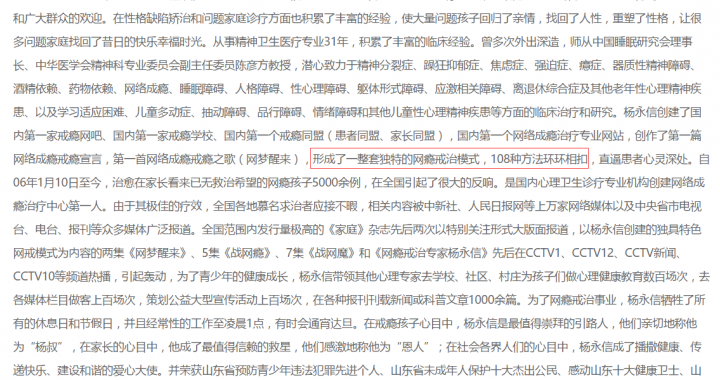 和广大群众的欢迎。在性格缺陷矫治和问题家庭诊疗方面也积累了丰富的经验，使大量问题孩子回归了亲情，找回了人性，重塑了性格，让很
多问题家庭找回了昔日的快乐幸福时光。从事精神卫生医疗专业31年，积累了丰富的临床经验。曾多次外出深造，师从中国睡眠研究会理事
长、中华医学会精神科专业委员会副主任委员陈彦方教授，潜心致力于精神分裂症、躁狂抑郁症、焦虑症、强迫症、癔症、器质性精神障碍、
酒精依赖、药物依赖、网络成瘾、睡眠障碍、人格障碍、性心理障碍、躯体形式障碍、应激相关障碍、离退休综合症及其他老年性心理精神疾
患、以及学习适应困难、儿童多动症、抽动障碍、品行障碍、情绪障碍和其他儿童性心理精神疾患等方面的临床治疗和研究。杨永信创建了国
内第一家戒瘾网吧、国内第一家戒瘾学校、国内第一个戒瘾同盟（患者同盟、家长同盟），国内第一个网络成瘾治疗专业网站，创作了第一篇
网络成瘾戒瘾宣言，第一首网络成瘾戒瘾之歌（网梦醒来），形成了一整套独特的网瘾戒治模式，108种方法环环相扣，直逼患者心灵深处。自
06年1月10日至今，治愈在家长看来已无救治希望的网瘾孩子5000余例，在全国引起了很大的反响。是国内心理卫生诊疗专业机构创建网络成
瘾治疗中心第一人。由于其极佳的疗效，全国各地慕名求治者应接不暇，相关内容被中新社、人民日报网等上万家网络媒体以及中央省市电视
台、电台、报刊等众多媒体广泛报道。全国范围内发行量极高的《家庭》杂志先后两次以特别关注形式大版面报道，以杨永信创建的独具特色
网戒模式为内容的两集《网梦醒来》、5集《战网瘾》、7集《战网魔》和《网瘾戒治专家杨永信》先后在CCTV1、CCTV12、CCTV新闻、
CCTV10等频道热播，引起轰动，为了青少年的健康成长，杨永信带领其他心理专家去学校、社区、村庄为孩子们做心理健康教育数百场次，去
各媒体栏目做客上百场次，策划公益大型宣传活动上百场次，在各种报刊刊载新闻或科普文章1000余篇。为了网瘾戒治事业，杨永信牺牲了所
有的休息日和节假日，并且经常性的工作至凌晨1点，有时会通宵达旦。在戒瘾孩子心目中，杨永信是最值得崇拜的引路人，他们亲切地称他
为“杨叔”，在家长的心目中，他成了最值得信赖的救星，他们感激地称他为“恩人”；在社会各界人们的心目中，杨永信成了播撒健康、传
递快乐、建设和谐的爱心大使。并荣获山东省预防青少年违法犯罪先进个人、山东省未成年人保护十大杰出公民、感动山东十大健康卫士、山